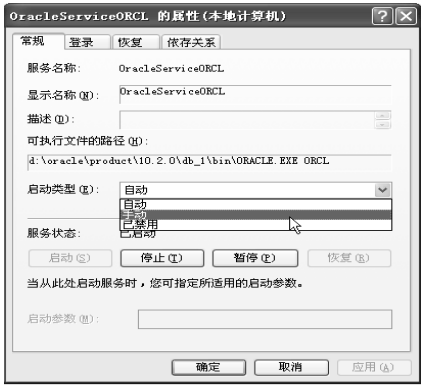 OracleServiceORCL 的属性(本地计算机)
常规 登录 恢复 依存关系
服务名称: OracleServiceORCL
显示名称(N): OracleServiceORCL
描述(D):
可执行文件的路径(H):
d:\oracle\product\10.2.0\db_1\bin\ORACLE.EXE ORCL
启动类型(E): 自动
自动
手动
已禁用
服务状态: 已启动
启动(S) 停止(T) 暂停(P) 恢复(R)
当从此处启动服务时，您可指定所适用的启动参数。
启动参数(M):
确定 取消 应用(A)